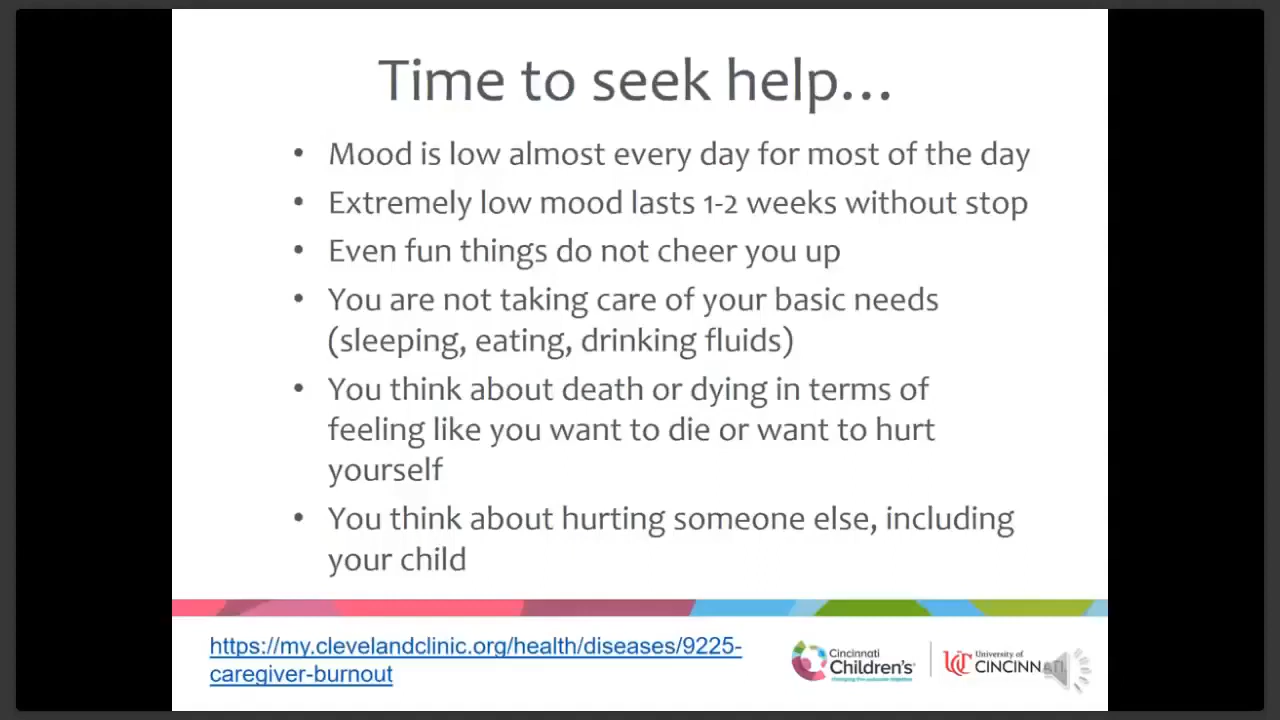 Time to seek help...
• Mood is low almost every day for most of the day
• Extremely low mood lasts 1-2 weeks without stop
• Even fun things do not cheer you up
• You are not taking care of your basic needs
(sleeping, eating, drinking fluids)
• You think about death or dying in terms of
feeling like you want to die or want to hurt
yourself
• You think about hurting someone else, including
your child
https://my.clevelandclinic.org/health/diseases/9225-
caregiver-burnout
Cincinnati
Children's
University of
CINCINNATI